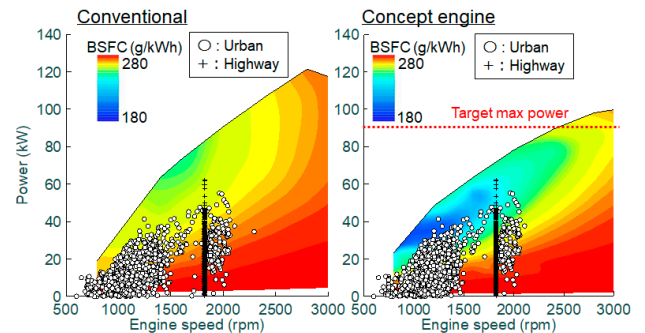 Conventional
Concept engine
140
120
100
80
60
40
20
0
Power (kW)
BSFC (g/kWh)
280
180
○ : Urban
+ : Highway
500 1000 1500 2000 2500 3000
Engine speed (rpm)
140
120
100
80
60
40
20
0
BSFC (g/kWh)
280
180
○ : Urban
+ : Highway
Target max power
500 1000 1500 2000 2500 3000
Engine speed (rpm)